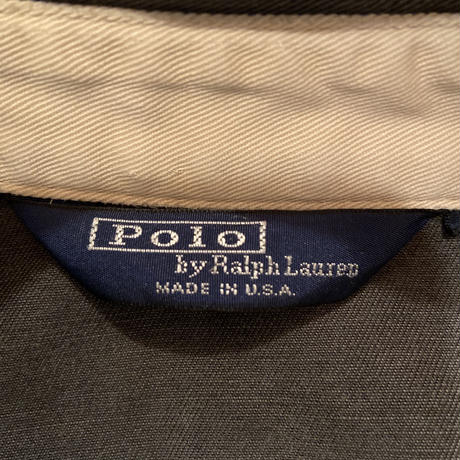 Polo
by Ralph Lauren
MADE IN U.S.A.